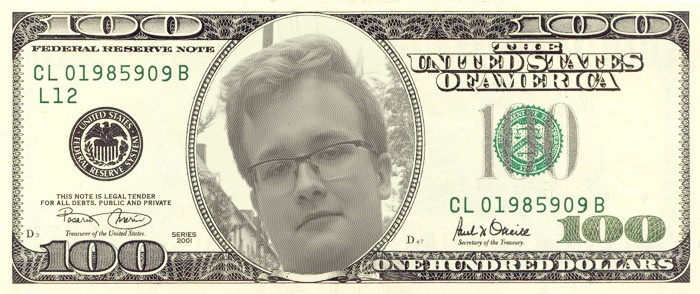 100
100
FEDERAL RESERVE NOTE
THE
UNITED STATES
OF AMERICA
CL 01985909 B
L12
UNITED STATES
FEDERAL RESERVE SYSTEM
100
THIS NOTE IS LEGAL TENDER
FOR ALL DEBTS, PUBLIC AND PRIVATE
CL 01985909 B
Treasurer of the United States.
SERIES
2001
Secretary of the Treasury.
100
D3
D47
100
ONE HUNDRED DOLLARS